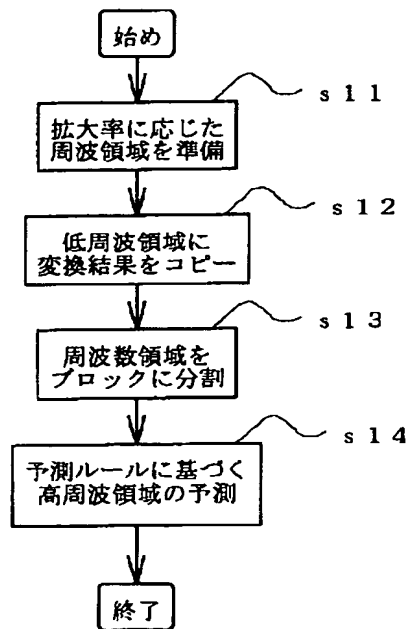 始め
s11
拡大率に応じた
周波領域を準備
s12
低周波領域に
変換結果をコピー
s13
周波数領域を
ブロックに分割
s14
予測ルールに基づく
高周波領域の予測
終了